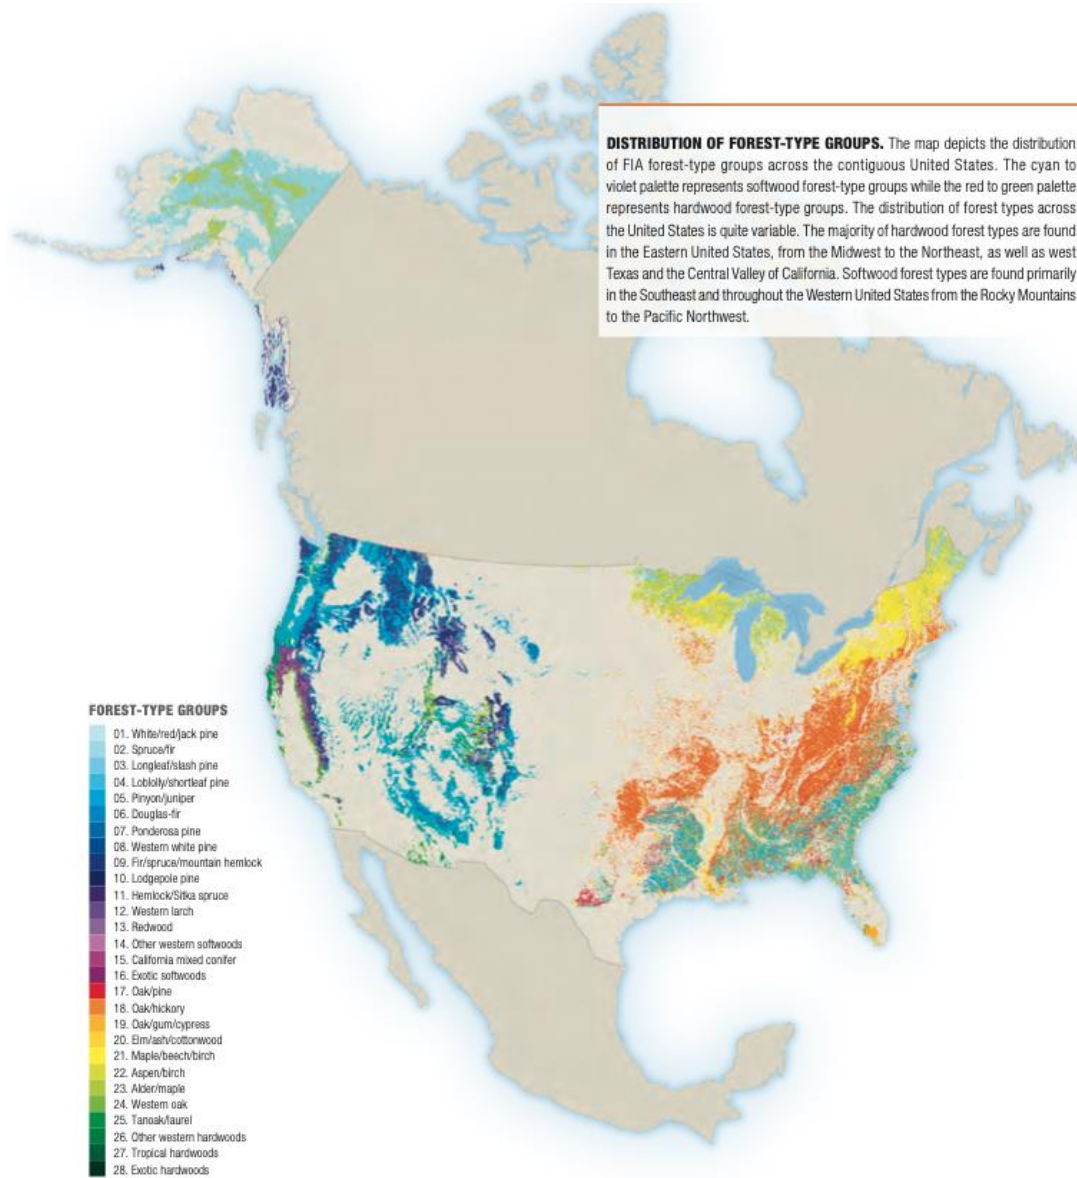 DISTRIBUTION OF FOREST-TYPE GROUPS. The map depicts the distribution
of FIA forest-type groups across the contiguous United States. The cyan to
violet palette represents softwood forest-type groups while the red to green palette
represents hardwood forest-type groups. The distribution of forest types across
the United States is quite variable. The majority of hardwood forest types are found
in the Eastern United States, from the Midwest to the Northeast, as well as west
Texas and the Central Valley of California. Softwood forest types are found primarily
in the Southeast and throughout the Western United States from the Rocky Mountains
to the Pacific Northwest.
FOREST-TYPE GROUPS
01. White/red/jack pine
02. Spruce/fir
03. Longleaf/slash pine
04. Loblolly/shortleaf pine
05. Pinyon/juniper
06. Douglas-fir
07. Ponderosa pine
08. Western white pine
09. Fir/spruce/mountain hemlock
10. Lodgepole pine
11. Hemlock/Sitka spruce
12. Western larch
13. Redwood
14. Other western softwoods
15. California mixed conifer
16. Exotic softwoods
17. Oak/pine
18. Oak/hickory
19. Oak/gum/cypress
20. Elm/ash/cottonwood
21. Maple/beech/birch
22. Aspen/birch
23. Alder/maple
24. Western oak
25. Tanoak/laurel
26. Other western hardwoods
27. Tropical hardwoods
28. Exotic hardwoods